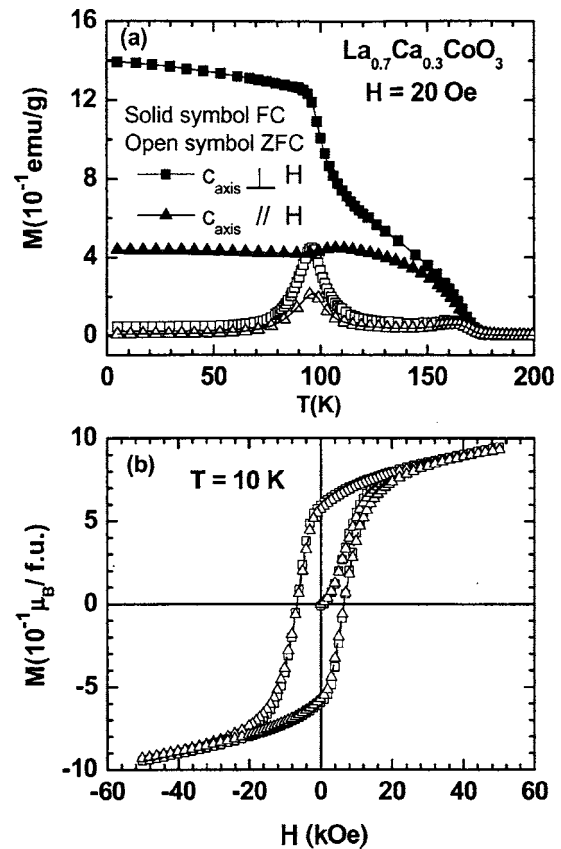 (a)
La0.7Ca0.3CoO3
H = 20 Oe
Solid symbol FC
Open symbol ZFC
caxis ⊥ H
caxis // H
M(10-1 emu/g)
16
12
8
4
0
0 50 100 150 200
T(K)
(b)
T = 10 K
M(10-1μB/ f.u.)
10
5
0
-5
-10
-60 -40 -20 0 20 40 60
H (kOe)